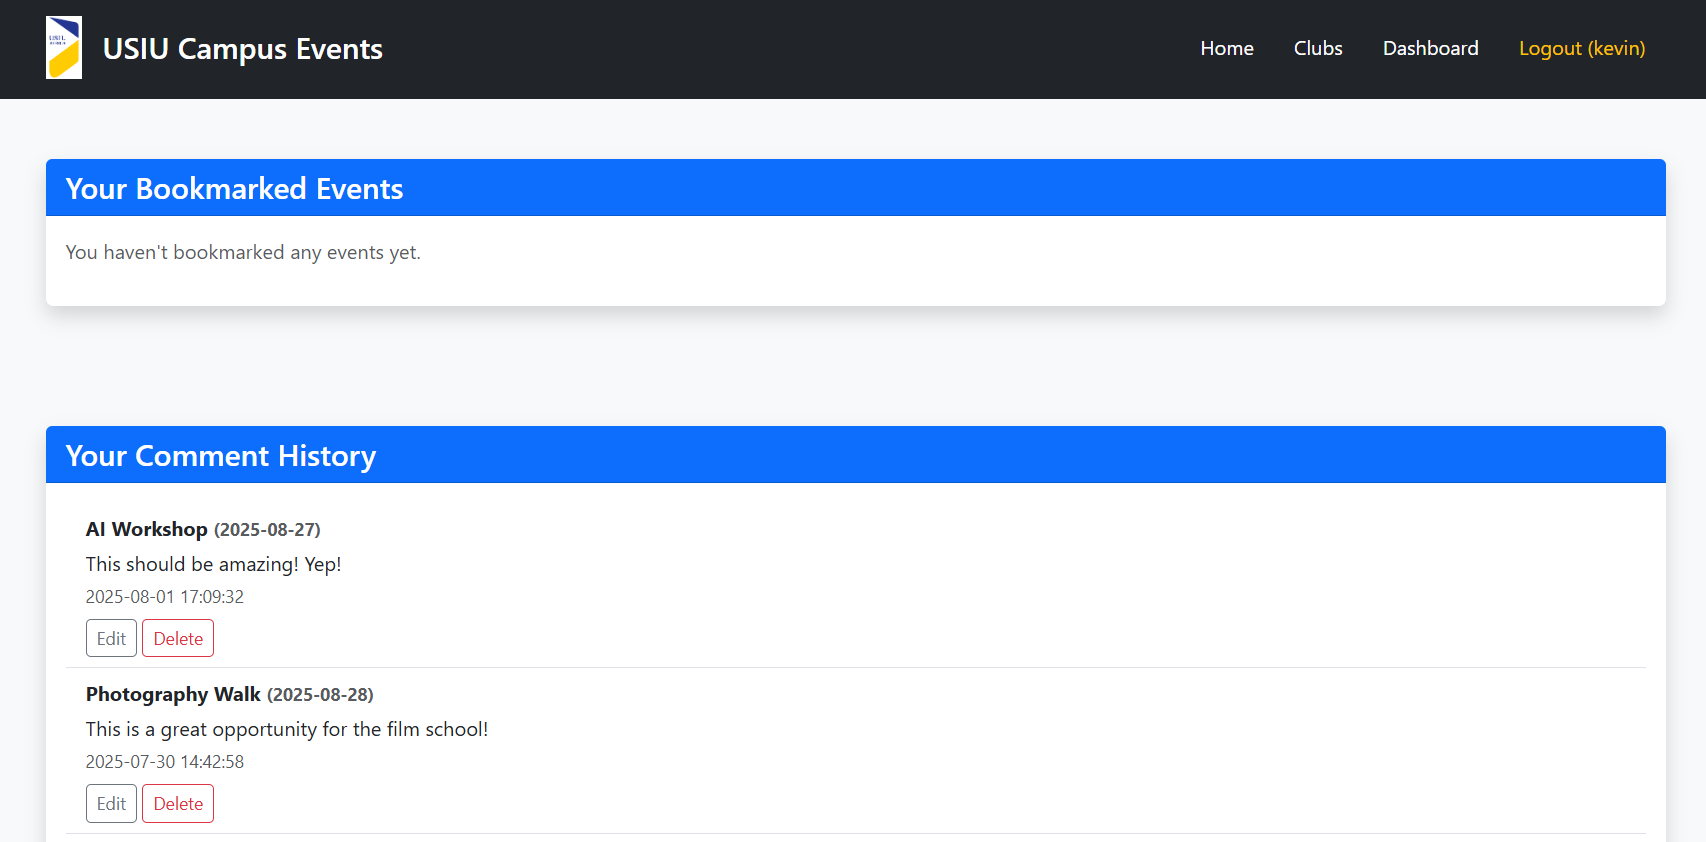 USIU Campus Events
Home
Clubs
Dashboard
Logout (kevin)
Your Bookmarked Events
You haven't bookmarked any events yet.
Your Comment History
AI Workshop (2025-08-27)
This should be amazing! Yep!
2025-08-01 17:09:32
Edit Delete
Photography Walk (2025-08-28)
This is a great opportunity for the film school!
2025-07-30 14:42:58
Edit Delete